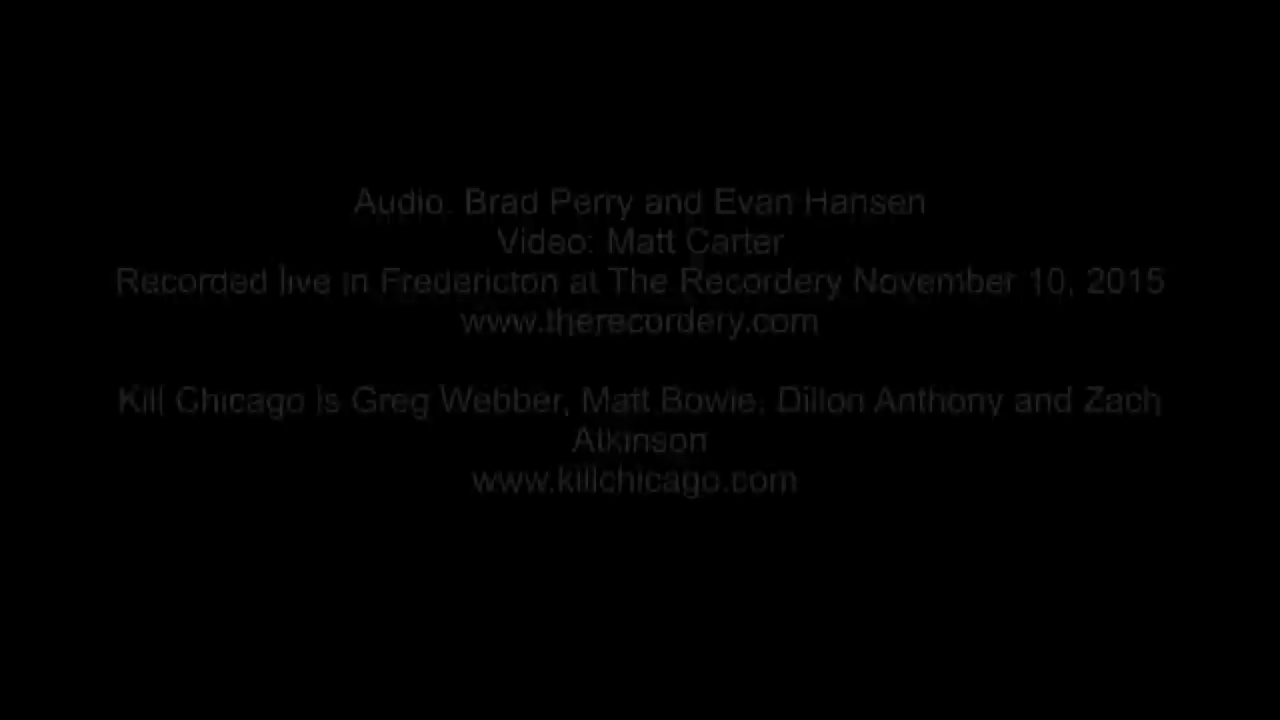 Audio: Brad Perry and Evan Hansen
Video: Matt Carter
Recorded live in Fredericton at The Recordery November 10, 2015
www.therecordery.com
Kill Chicago is Greg Webber, Matt Bowie, Dillon Anthony and Zach
Atkinson
www.killchicago.com